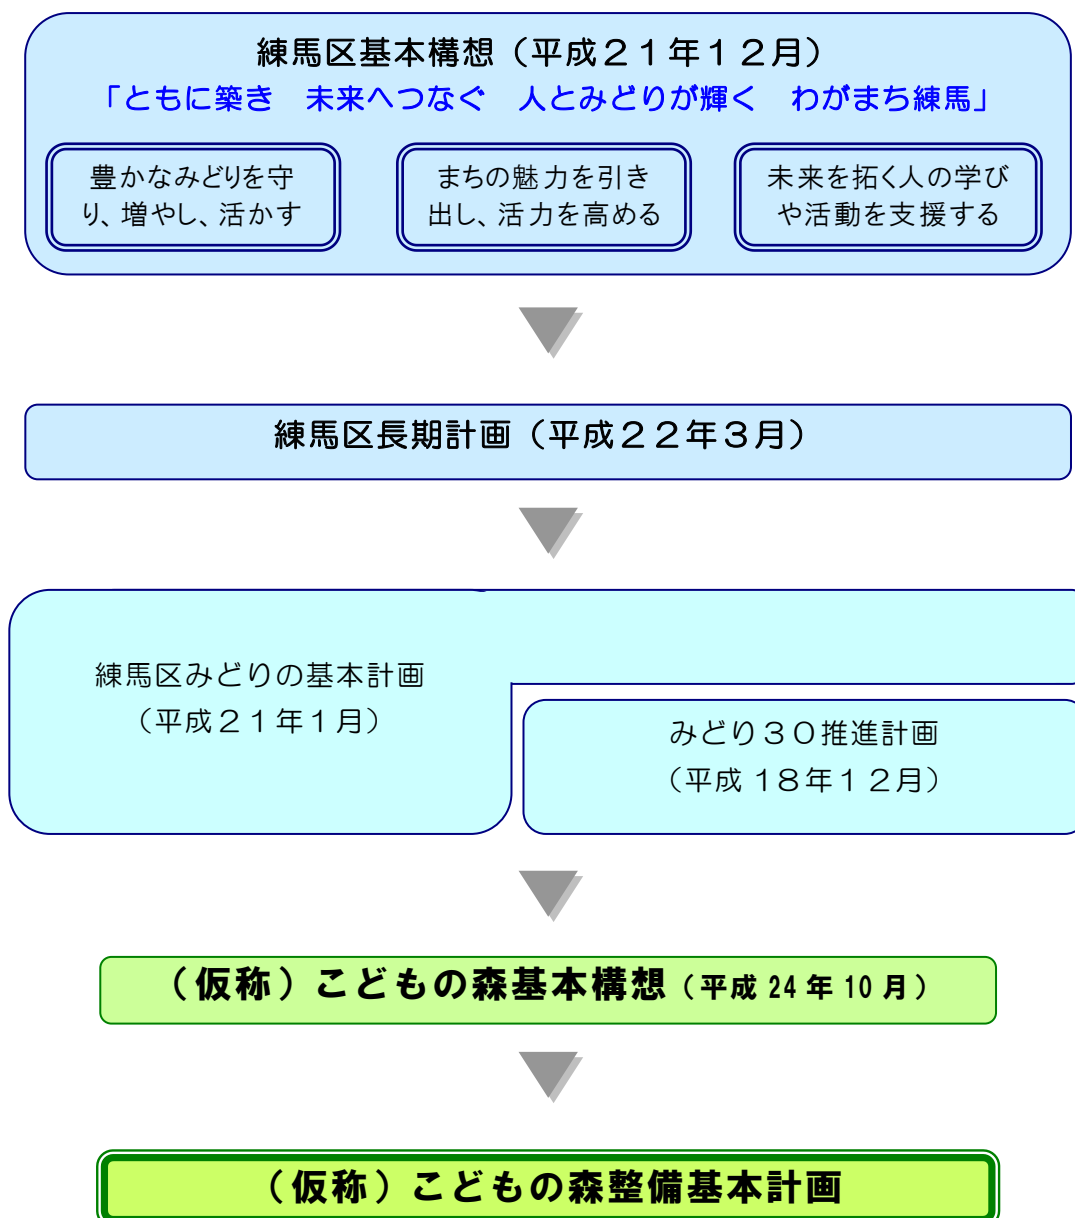 練馬区基本構想（平成２１年１２月）
「ともに築き　未来へつなぐ　人とみどりが輝く　わがまち練馬」
豊かなみどりを守
り、増やし、活かす
まちの魅力を引き
出し、活力を高める
未来を拓く人の学び
や活動を支援する
練馬区長期計画（平成２２年３月）
練馬区みどりの基本計画
（平成２１年１月）
みどり３０推進計画
（平成 18年１２月）
（仮称）こどもの森基本構想（平成 24 年 10 月）
（仮称）こどもの森整備基本計画